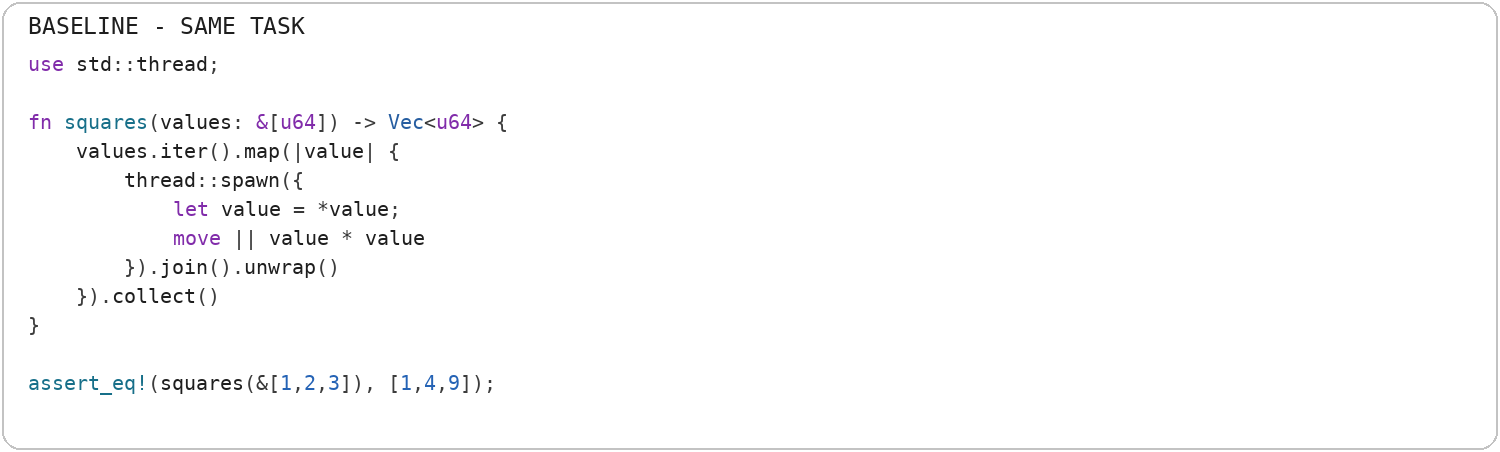 BASELINE - SAME TASK
use std::thread;
fn squares(values: &[u64]) -> Vec<u64> {
    values.iter().map(|value| {
        thread::spawn({
            let value = *value;
            move || value * value
        }).join().unwrap()
    }).collect()
}
assert_eq!(squares(&[1,2,3]), [1,4,9]);